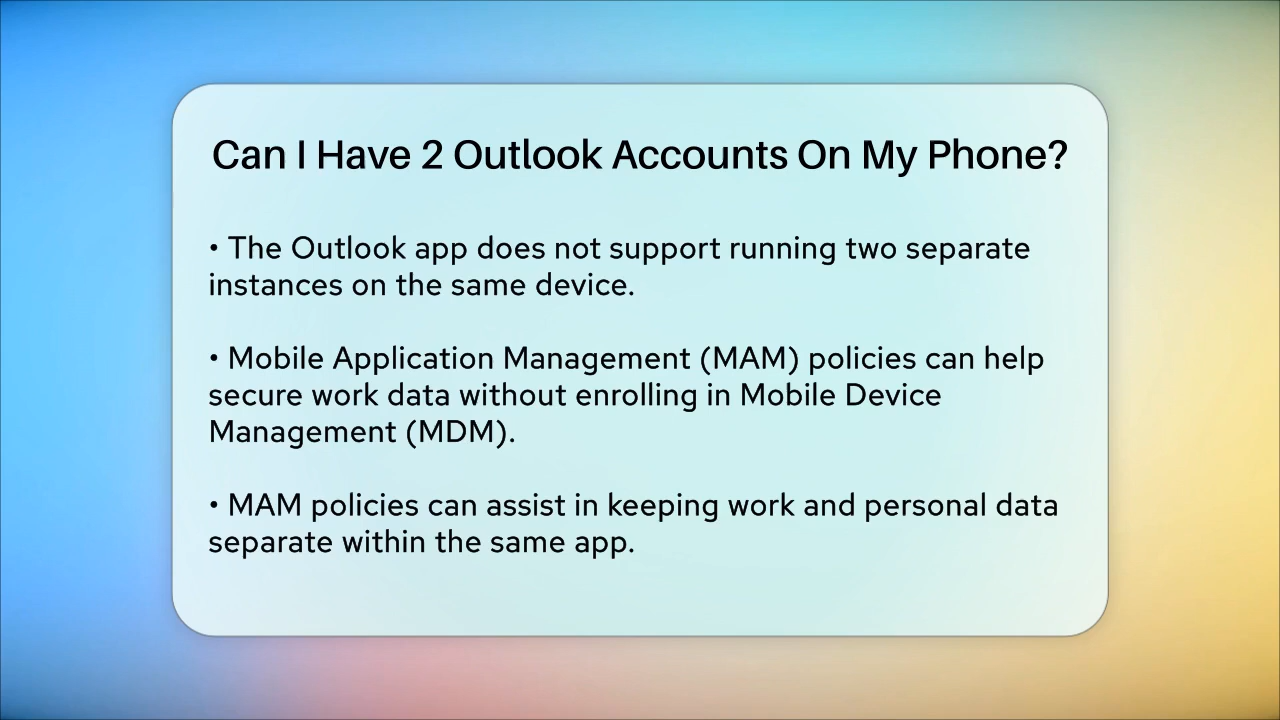 Can I Have 2 Outlook Accounts On My Phone?
• The Outlook app does not support running two separate
instances on the same device.
• Mobile Application Management (MAM) policies can help
secure work data without enrolling in Mobile Device
Management (MDM).
• MAM policies can assist in keeping work and personal data
separate within the same app.